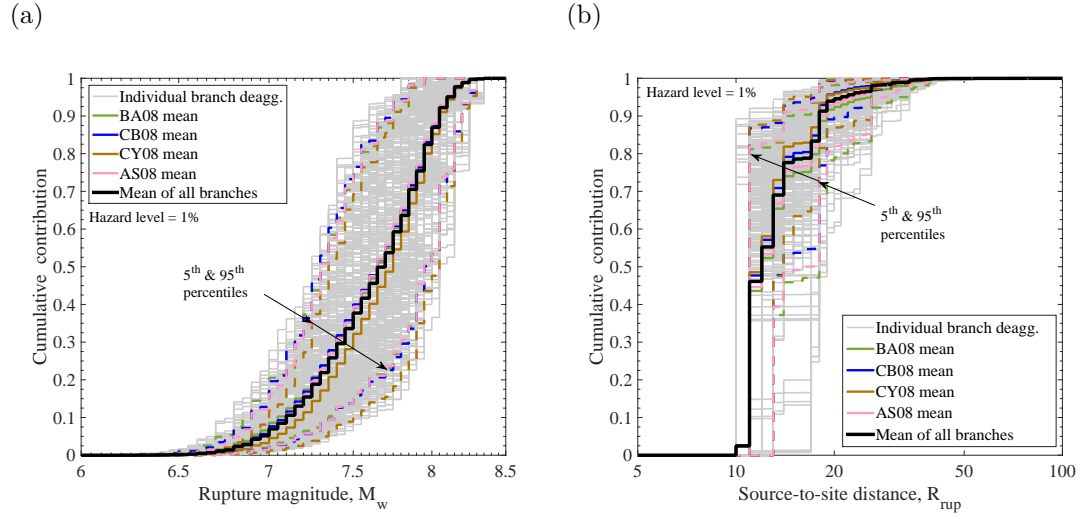 (a)
1
0.9
0.8
0.7
0.6
0.5
0.4
0.3
0.2
0.1
0
Cumulative contribution
Individual branch deagg.
BA08 mean
CB08 mean
CY08 mean
AS08 mean
Mean of all branches
Hazard level = 1%
5th & 95th
percentiles
6
6.5
7
7.5
8
8.5
Rupture magnitude, Mw
(b)
1
0.9
0.8
0.7
0.6
0.5
0.4
0.3
0.2
0.1
0
Cumulative contribution
Hazard level = 1%
5th & 95th
percentiles
Individual branch deagg.
BA08 mean
CB08 mean
CY08 mean
AS08 mean
Mean of all branches
5
10
20
50
100
Source-to-site distance, Rrup